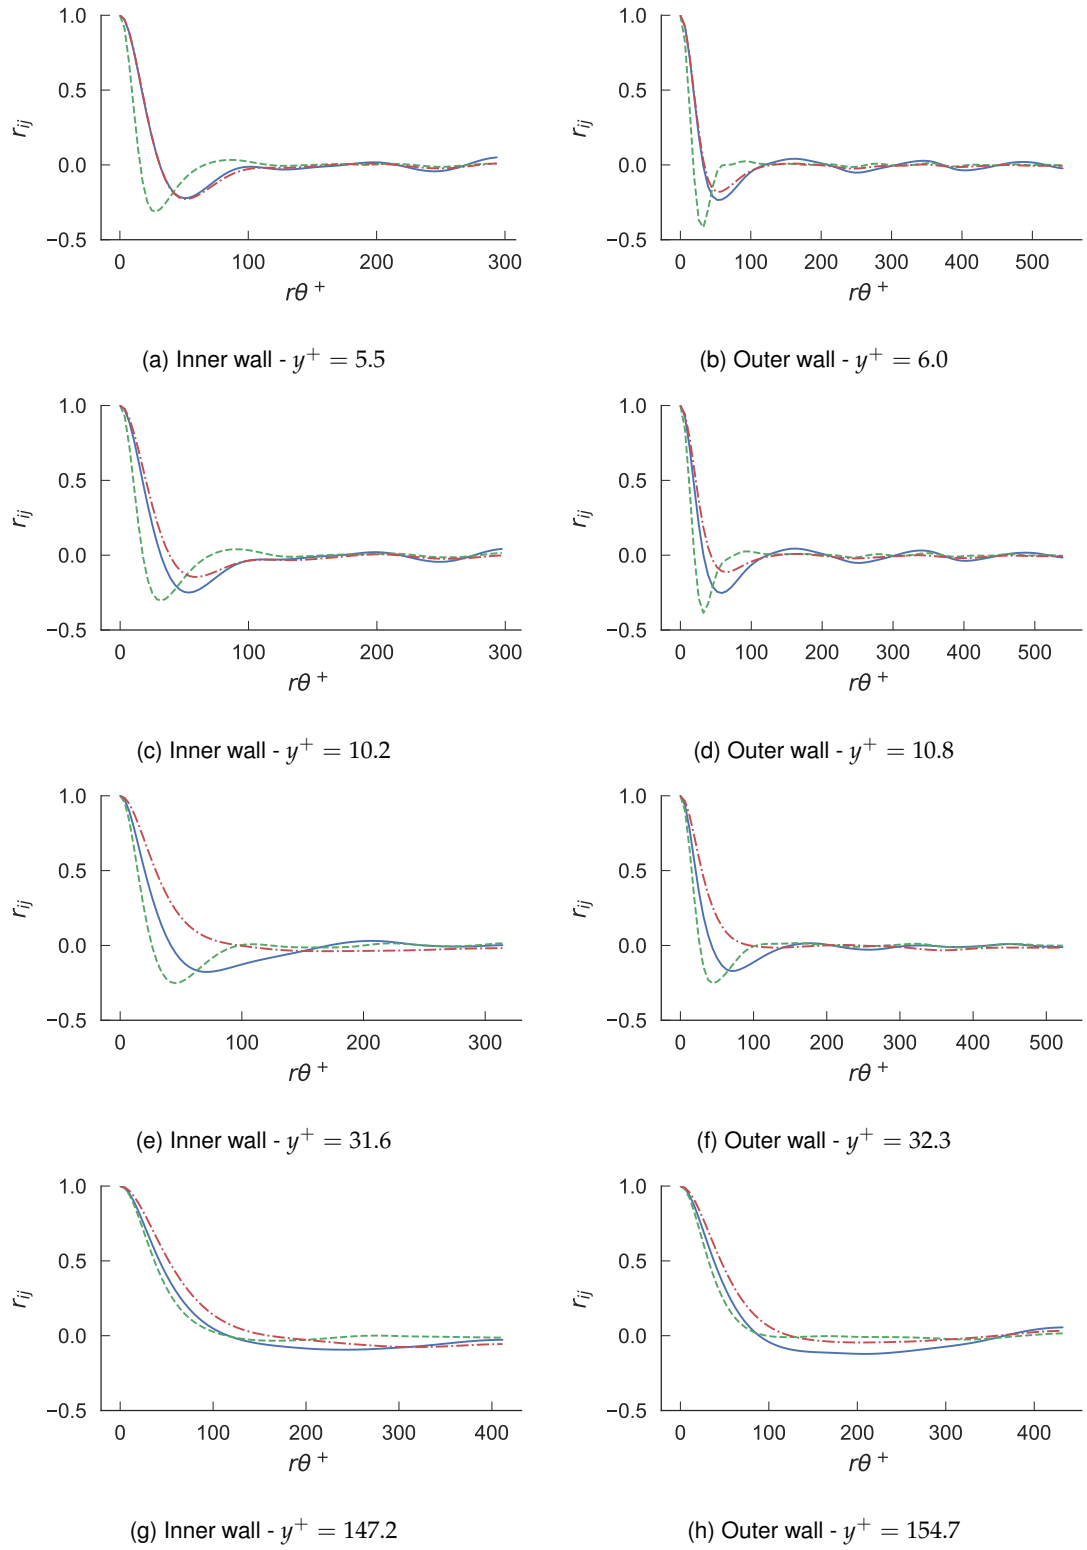 1.0
0.5
0.0
−0.5
r_ij
0 100 200 300
rθ⁺
(a) Inner wall - y⁺ = 5.5
1.0
0.5
0.0
−0.5
r_ij
0 100 200 300 400 500
rθ⁺
(b) Outer wall - y⁺ = 6.0
1.0
0.5
0.0
−0.5
r_ij
0 100 200 300
rθ⁺
(c) Inner wall - y⁺ = 10.2
1.0
0.5
0.0
−0.5
r_ij
0 100 200 300 400 500
rθ⁺
(d) Outer wall - y⁺ = 10.8
1.0
0.5
0.0
−0.5
r_ij
0 100 200 300
rθ⁺
(e) Inner wall - y⁺ = 31.6
1.0
0.5
0.0
−0.5
r_ij
0 100 200 300 400 500
rθ⁺
(f) Outer wall - y⁺ = 32.3
1.0
0.5
0.0
−0.5
r_ij
0 100 200 300 400
rθ⁺
(g) Inner wall - y⁺ = 147.2
1.0
0.5
0.0
−0.5
r_ij
0 100 200 300 400
rθ⁺
(h) Outer wall - y⁺ = 154.7